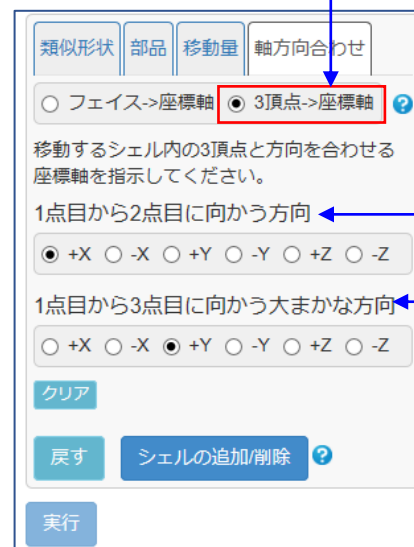 類似形状 部品 移動量 軸方向合わせ
フェイス->座標軸 3頂点->座標軸 ?
移動するシェル内の3頂点と方向を合わせる
座標軸を指示してください。
1点目から2点目に向かう方向
+X -X +Y -Y +Z -Z
1点目から3点目に向かう大まかな方向
+X -X +Y -Y +Z -Z
クリア
戻す シェルの追加/削除 ?
実行